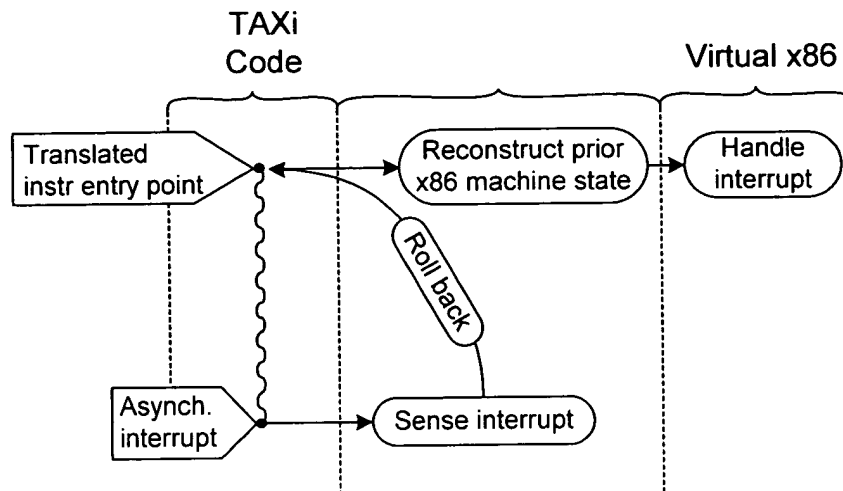 TAXi
Code
Virtual x86
Translated
instr entry point
Reconstruct prior
x86 machine state
Handle
interrupt
Roll back
Asynch.
interrupt
Sense interrupt